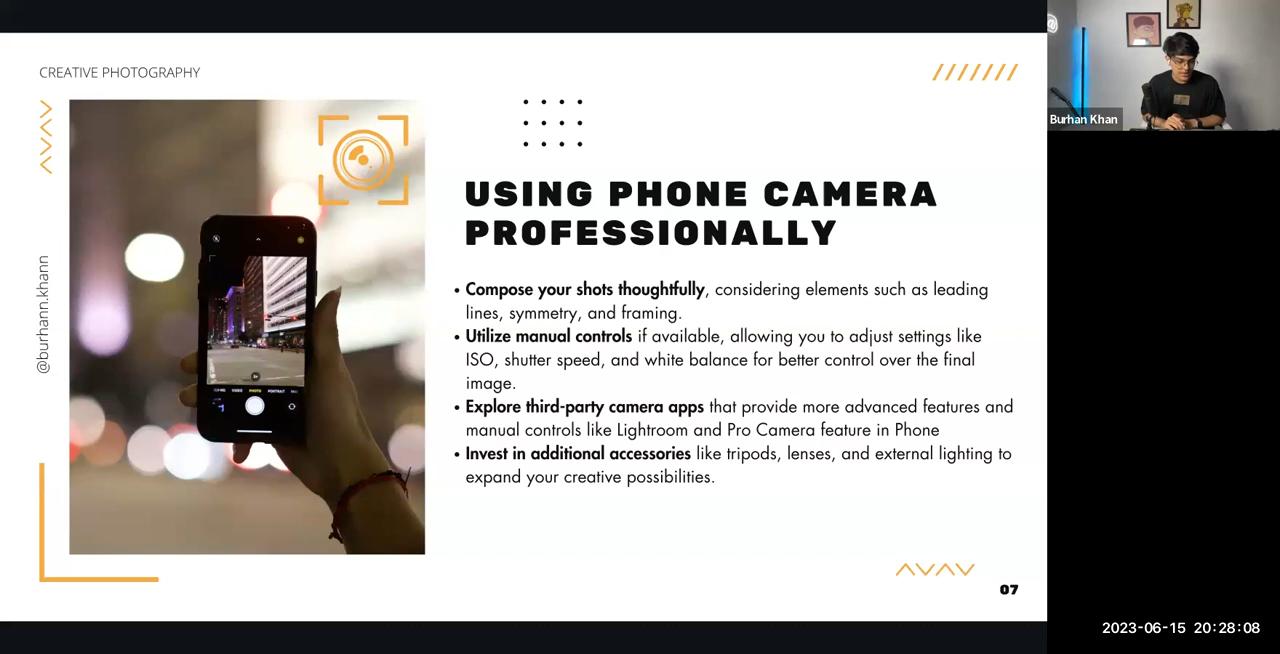 CREATIVE PHOTOGRAPHY
@burhann.khann
USING PHONE CAMERA
PROFESSIONALLY
• Compose your shots thoughtfully, considering elements such as leading
lines, symmetry, and framing.
• Utilize manual controls if available, allowing you to adjust settings like
ISO, shutter speed, and white balance for better control over the final
image.
• Explore third-party camera apps that provide more advanced features and
manual controls like Lightroom and Pro Camera feature in Phone
• Invest in additional accessories like tripods, lenses, and external lighting to
expand your creative possibilities.
07
Burhan Khan
2023-06-15 20:28:08
VIDEO PHOTO PORTRAIT